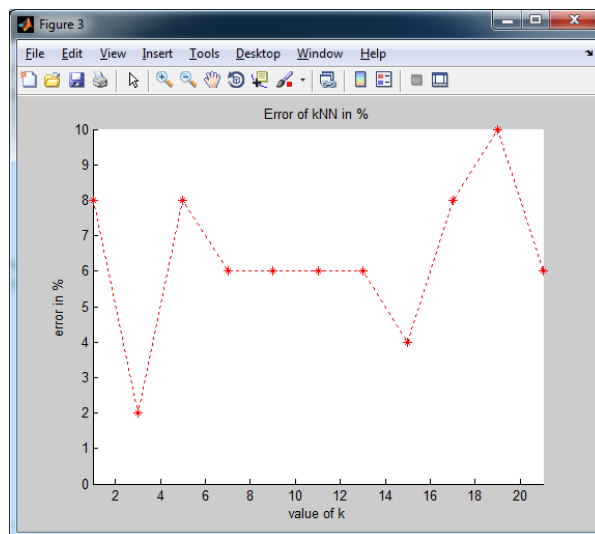 Figure 3
File Edit View Insert Tools Desktop Window Help
Error of kNN in %
10
9
8
7
6
5
4
3
2
1
0
error in %
2 4 6 8 10 12 14 16 18 20
value of k